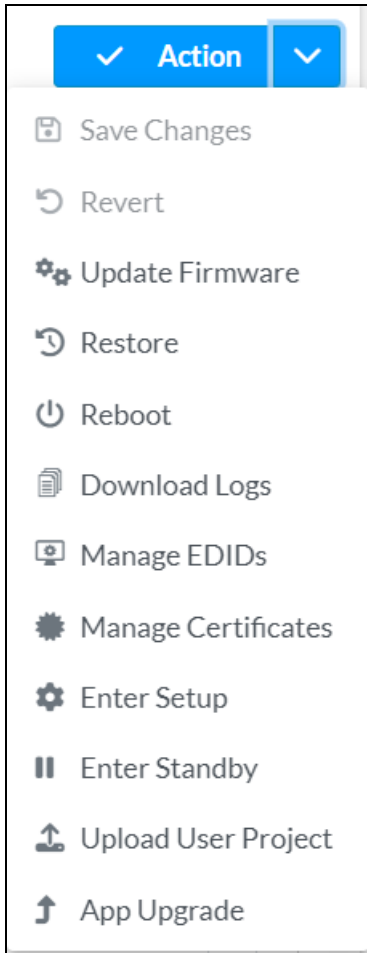 Action
Save Changes
Revert
Update Firmware
Restore
Reboot
Download Logs
Manage EDIDs
Manage Certificates
Enter Setup
Enter Standby
Upload User Project
App Upgrade